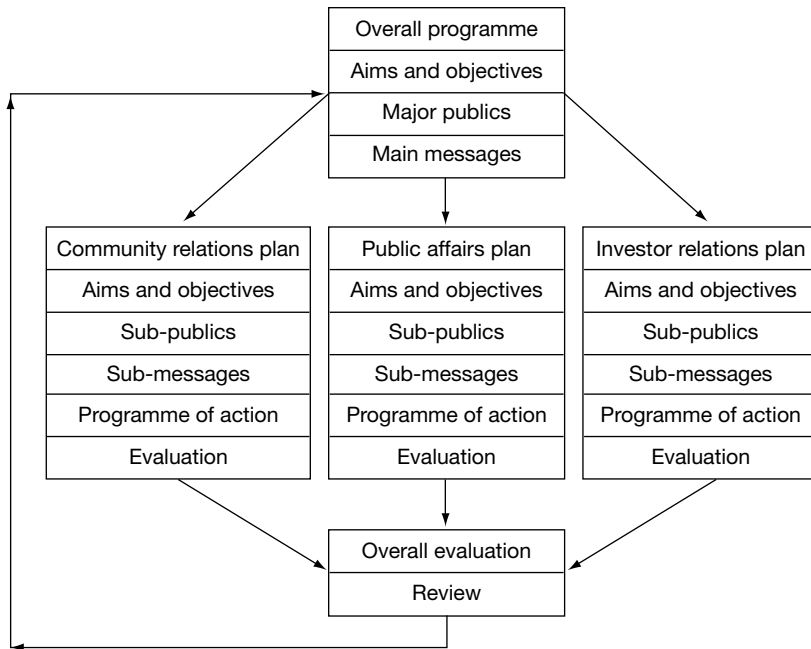 Overall programme
Aims and objectives
Major publics
Main messages
Community relations plan
Aims and objectives
Sub-publics
Sub-messages
Programme of action
Evaluation
Public affairs plan
Aims and objectives
Sub-publics
Sub-messages
Programme of action
Evaluation
Investor relations plan
Aims and objectives
Sub-publics
Sub-messages
Programme of action
Evaluation
Overall evaluation
Review